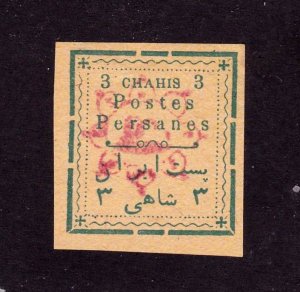 3 CHAHIS 3
Postes
Persanes
پست ایران
۳ شاهی ۳